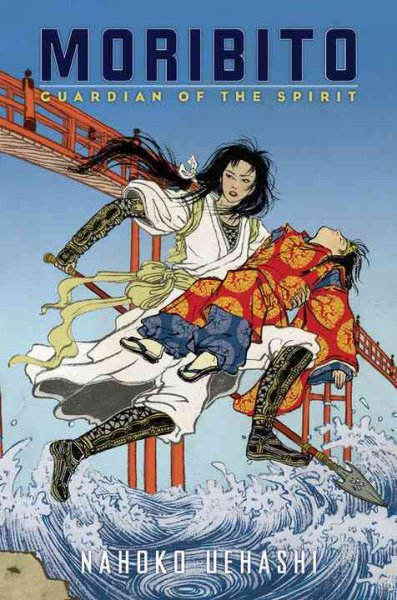 MORIBITO
GUARDIAN OF THE SPIRIT
NAHOKO UEHASHI